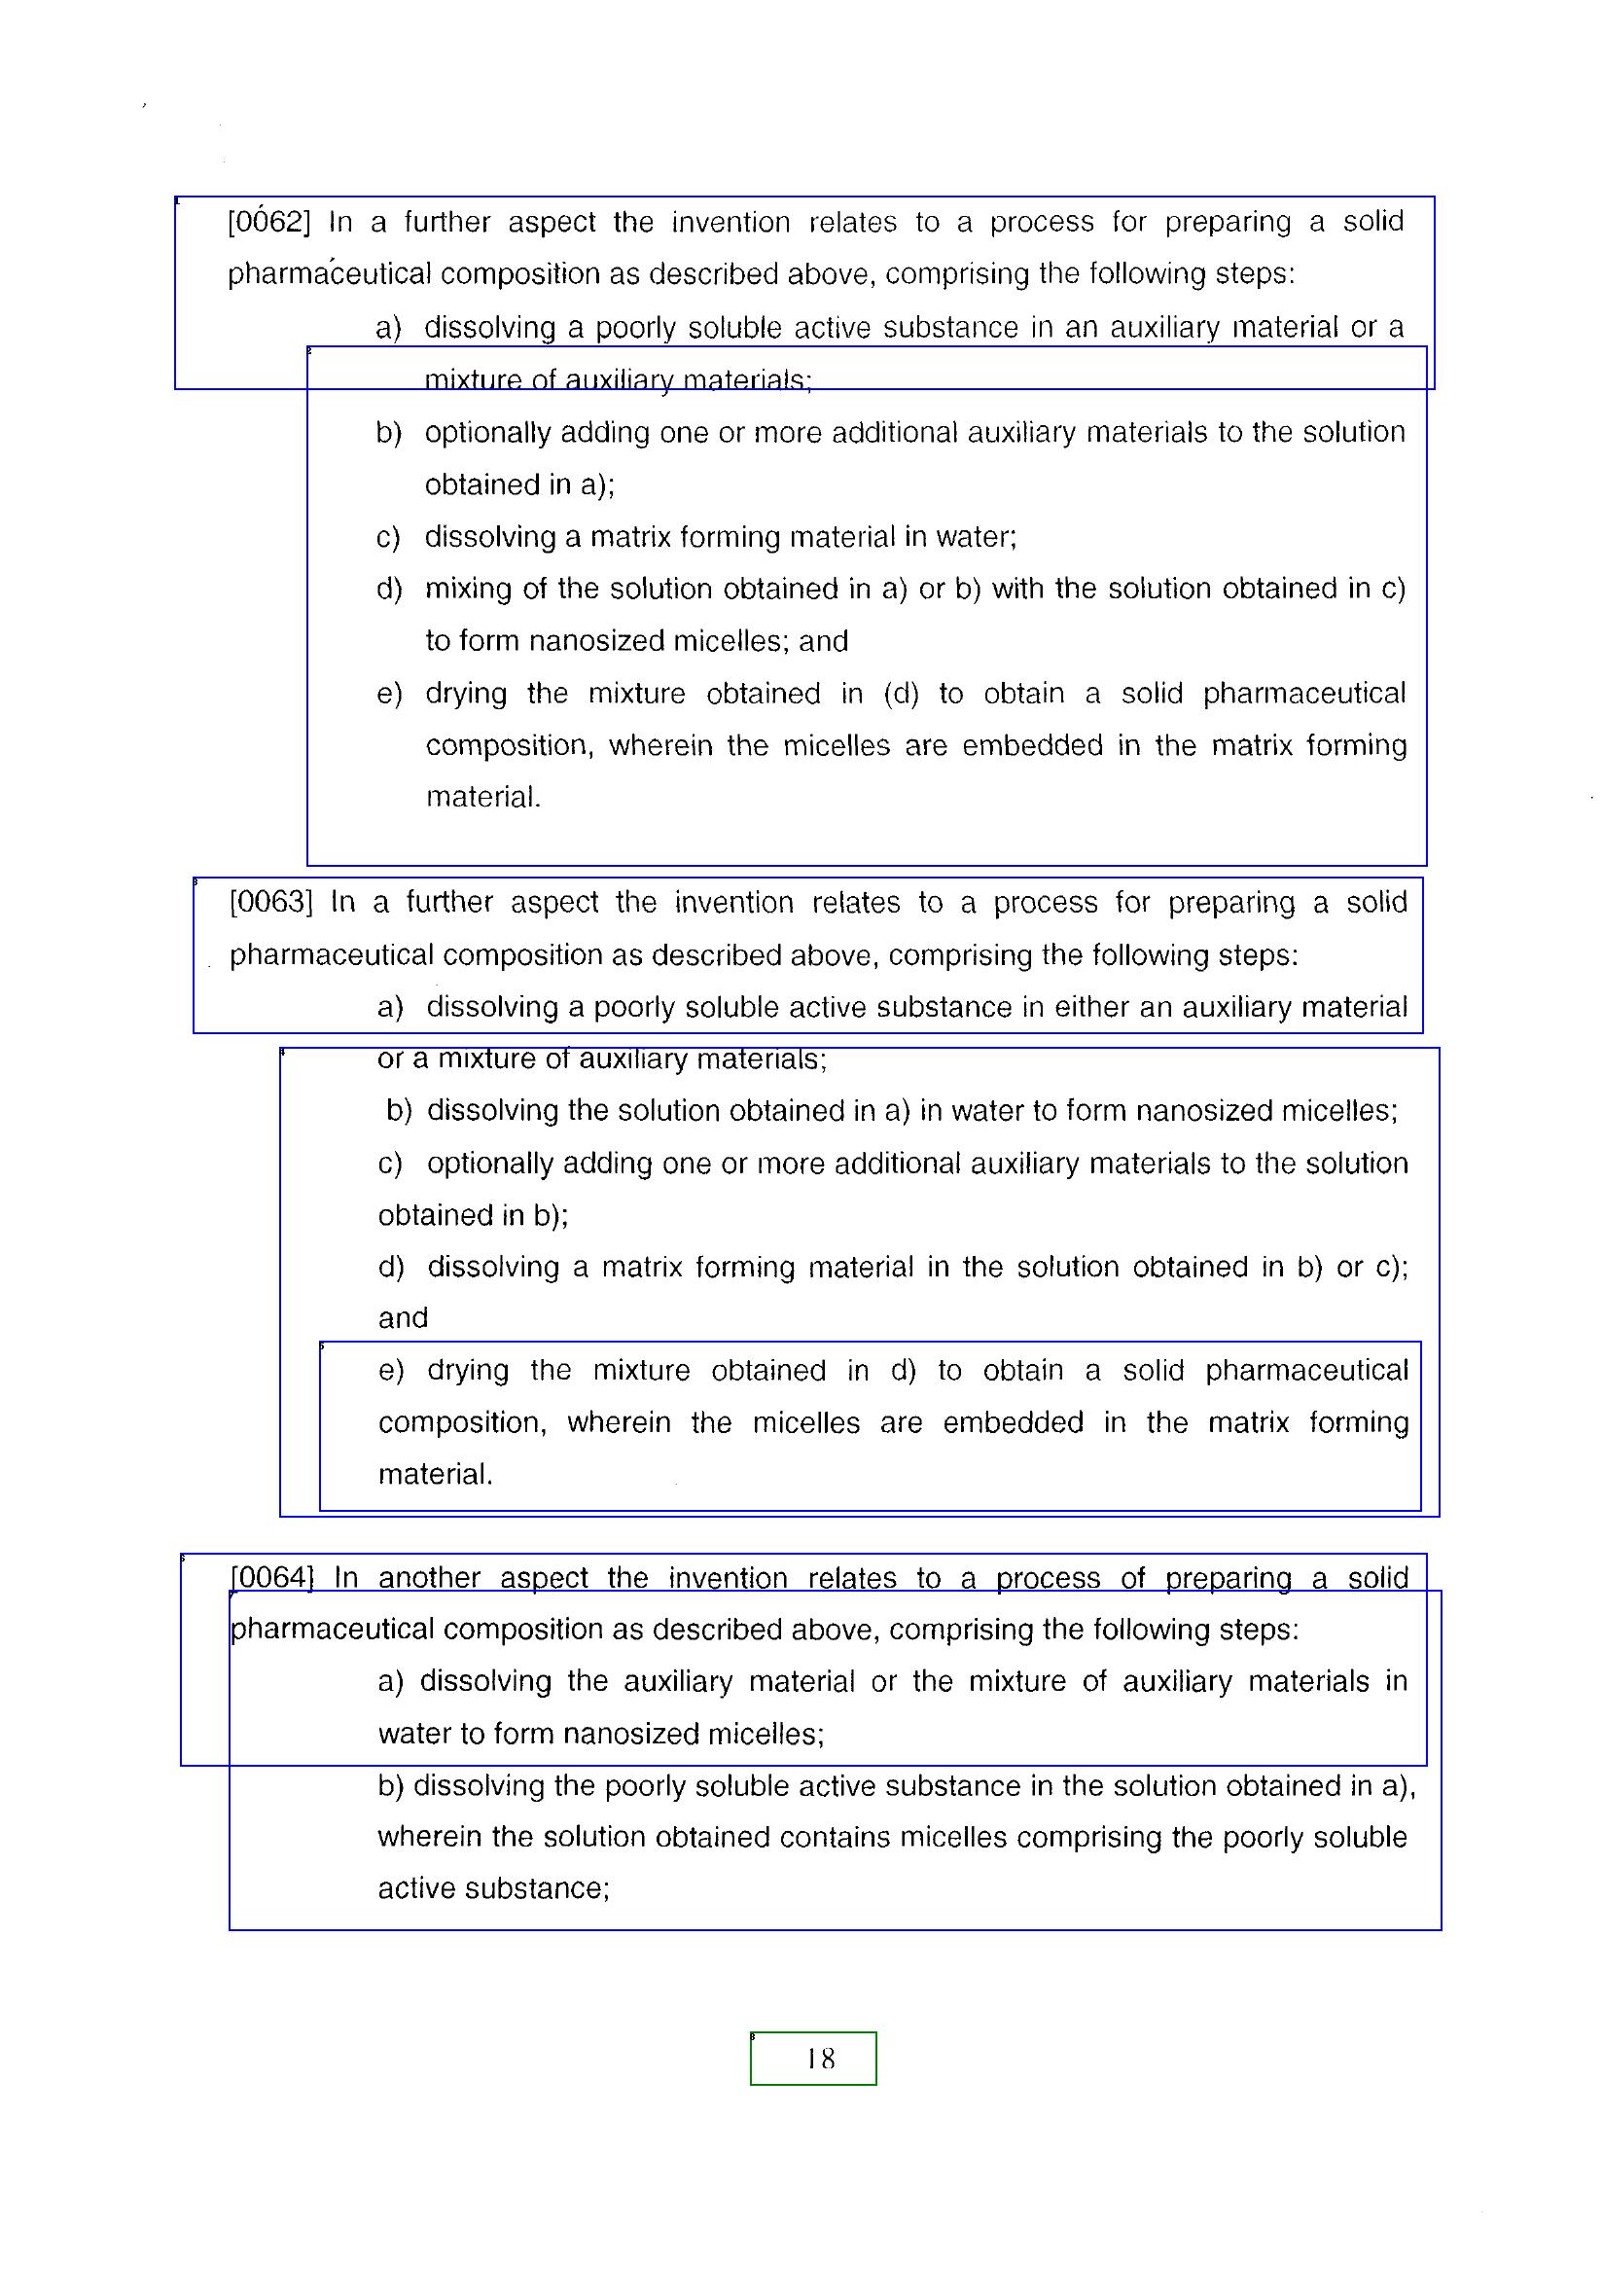 [0062] In a further aspect the invention relates to a process for preparing a solid
pharmaceutical composition as described above, comprising the following steps:
a) dissolving a poorly soluble active substance in an auxiliary material or a
mixture of auxiliary materials;
b) optionally adding one or more additional auxiliary materials to the solution
obtained in a);
c) dissolving a matrix forming material in water;
d) mixing of the solution obtained in a) or b) with the solution obtained in c)
to form nanosized micelles; and
e) drying the mixture obtained in (d) to obtain a solid pharmaceutical
composition, wherein the micelles are embedded in the matrix forming
material.
[0063] In a further aspect the invention relates to a process for preparing a solid
pharmaceutical composition as described above, comprising the following steps:
a) dissolving a poorly soluble active substance in either an auxiliary material
or a mixture of auxiliary materials;
b) dissolving the solution obtained in a) in water to form nanosized micelles;
c) optionally adding one or more additional auxiliary materials to the solution
obtained in b);
d) dissolving a matrix forming material in the solution obtained in b) or c);
and
e) drying the mixture obtained in d) to obtain a solid pharmaceutical
composition, wherein the micelles are embedded in the matrix forming
material.
[0064] In another aspect the invention relates to a process of preparing a solid
pharmaceutical composition as described above, comprising the following steps:
a) dissolving the auxiliary material or the mixture of auxiliary materials in
water to form nanosized micelles;
b) dissolving the poorly soluble active substance in the solution obtained in a),
wherein the solution obtained contains micelles comprising the poorly soluble
active substance;
18